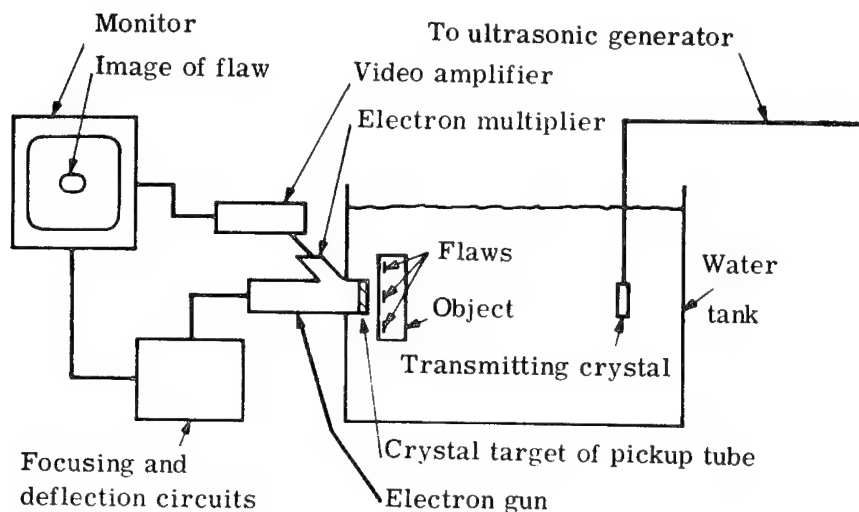 Monitor
Image of flaw
Video amplifier
Electron multiplier
To ultrasonic generator
Flaws
Object
Water
tank
Transmitting crystal
Crystal target of pickup tube
Electron gun
Focusing and
deflection circuits